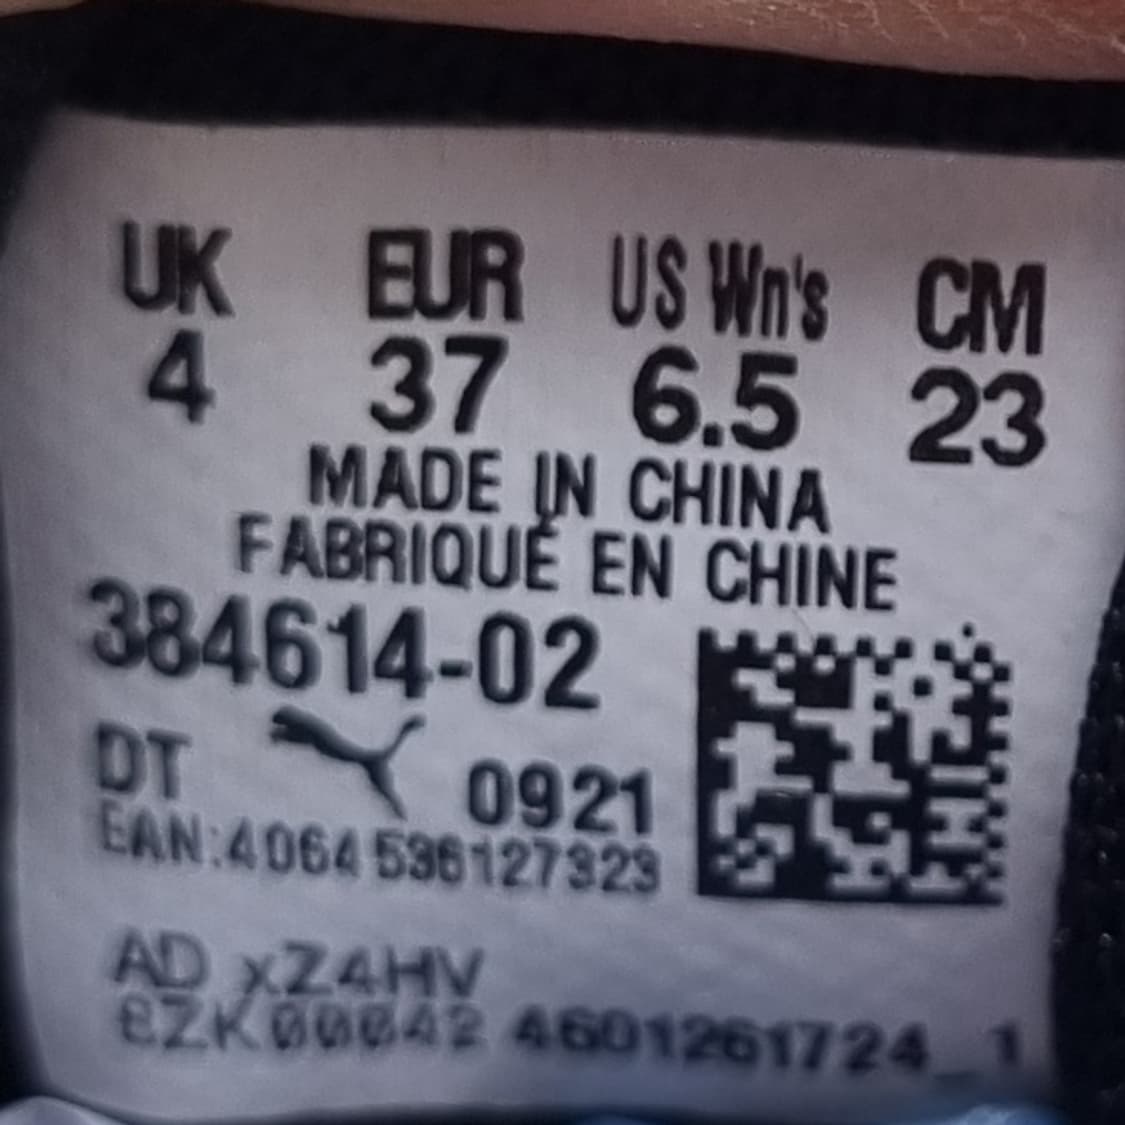 UK EUR US Wn's CM
4 37 6.5 23
MADE IN CHINA
FABRIQUÉ EN CHINE
384614-02
DT 0921
EAN:4064536127323
AD xZ4HV
8ZK00042 4601261724_1